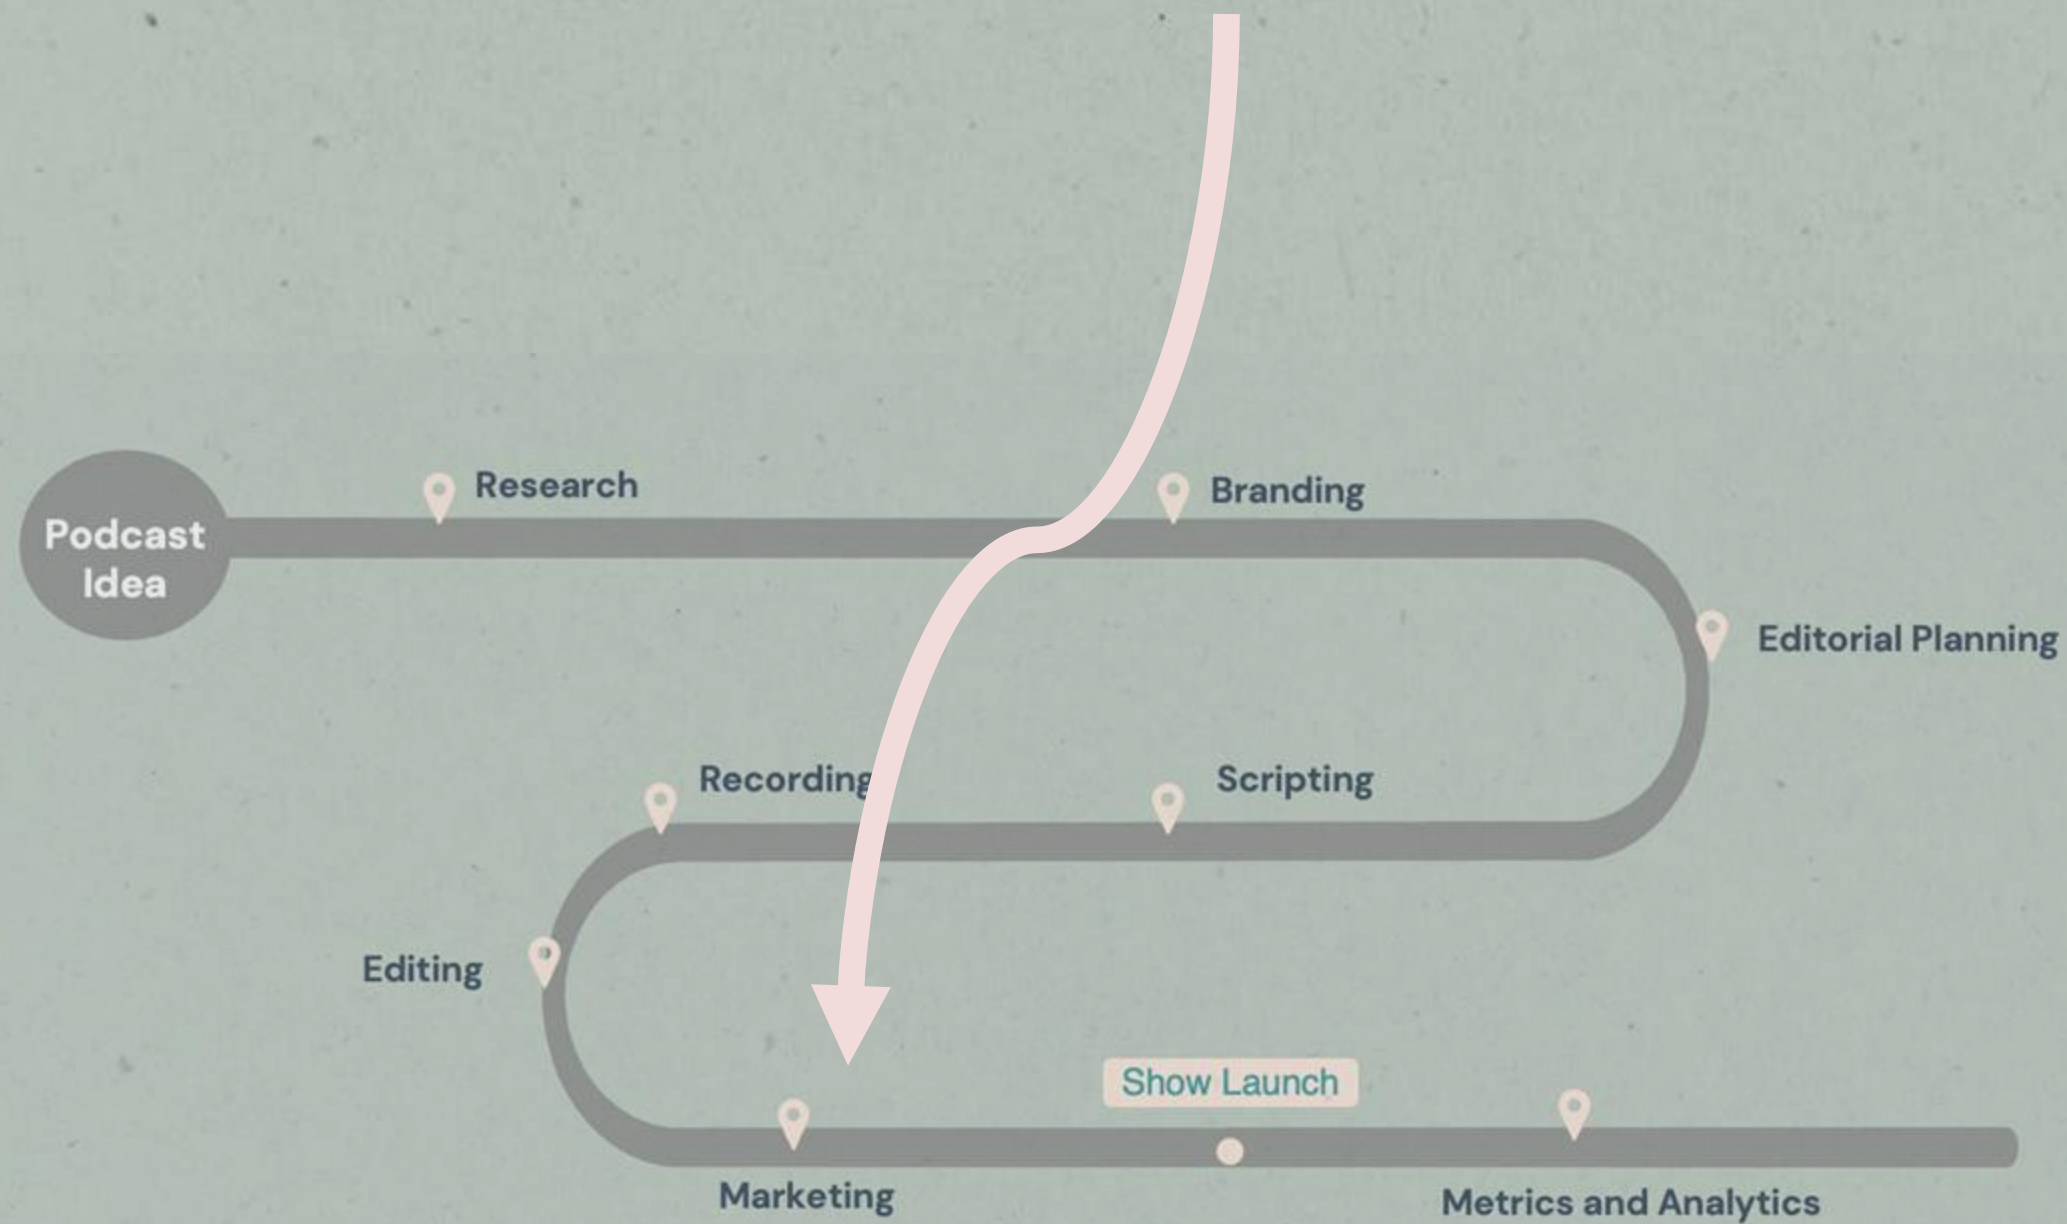 Podcast
Idea
Research
Branding
Editorial Planning
Scripting
Recording
Editing
Marketing
Show Launch
Metrics and Analytics